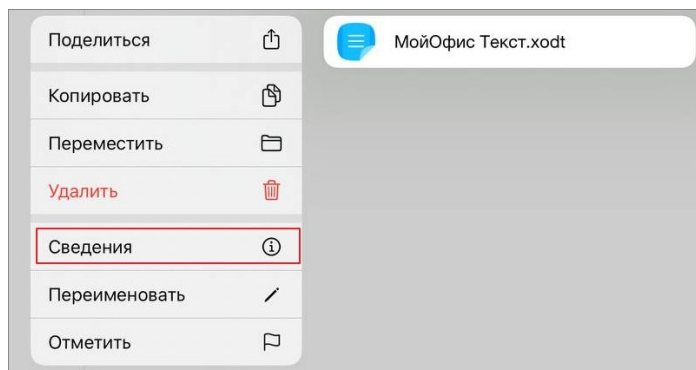 Поделиться
МойОфис Текст.xodt
Копировать
Переместить
Удалить
Сведения
Переименовать
Отметить